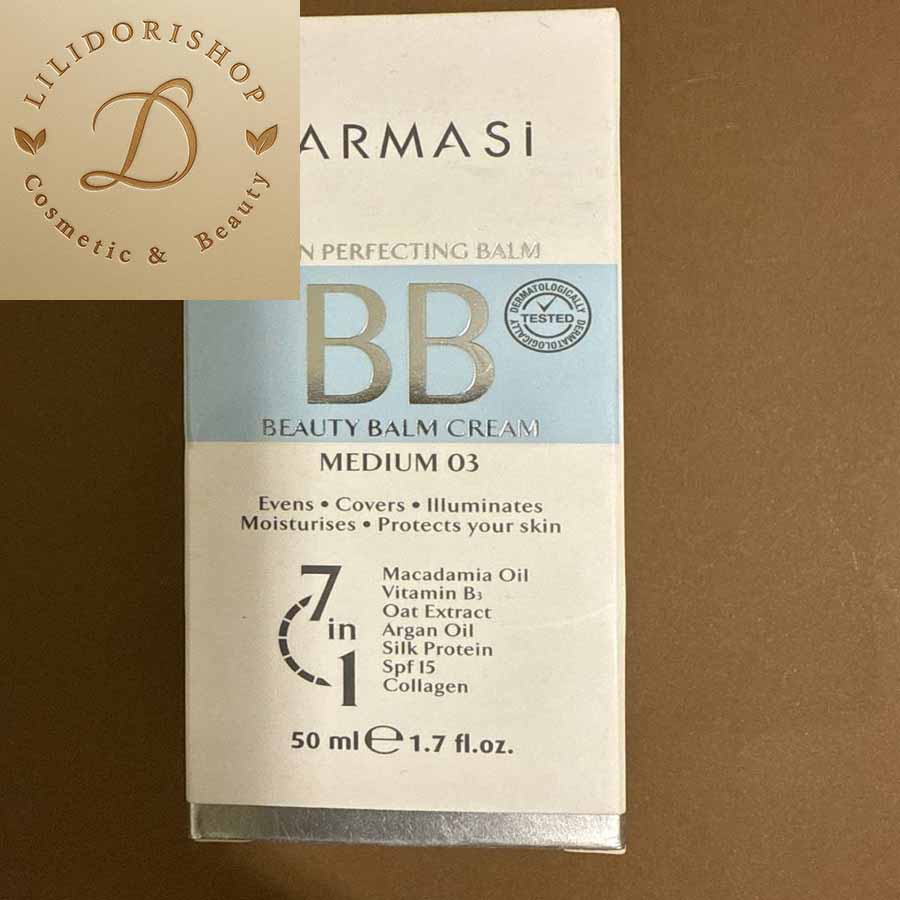 LILIDORISHOP
D
Cosmetic & Beauty
ARMASi
N PERFECTING BALM
BB
DERMATOLOGICALLY
TESTED
DERMATOLOGICALLY
BEAUTY BALM CREAM
MEDIUM 03
Evens • Covers • Illuminates
Moisturises • Protects your skin
7 in 1
Macadamia Oil
Vitamin B₃
Oat Extract
Argan Oil
Silk Protein
Spf 15
Collagen
50 ml ℮ 1.7 fl.oz.